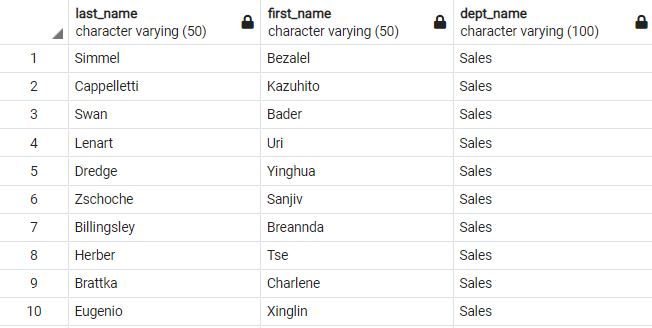 last_name first_name dept_name
character varying (50) character varying (50) character varying (100)
1 Simmel Bezalel Sales
2 Cappelletti Kazuhito Sales
3 Swan Bader Sales
4 Lenart Uri Sales
5 Dredge Yinghua Sales
6 Zschoche Sanjiv Sales
7 Billingsley Breannda Sales
8 Herber Tse Sales
9 Brattka Charlene Sales
10 Eugenio Xinglin Sales